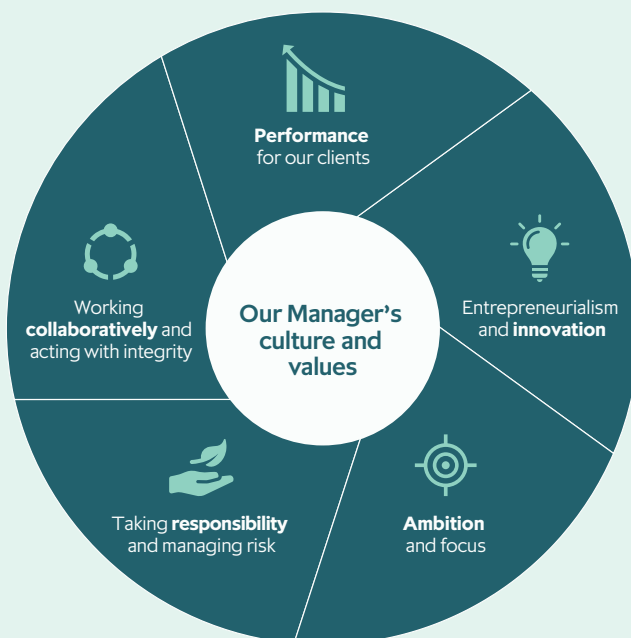 Performance
for our clients
Entrepreneurialism
and innovation
Ambition
and focus
Taking responsibility
and managing risk
Working
collaboratively and
acting with integrity
Our Manager’s
culture and
values